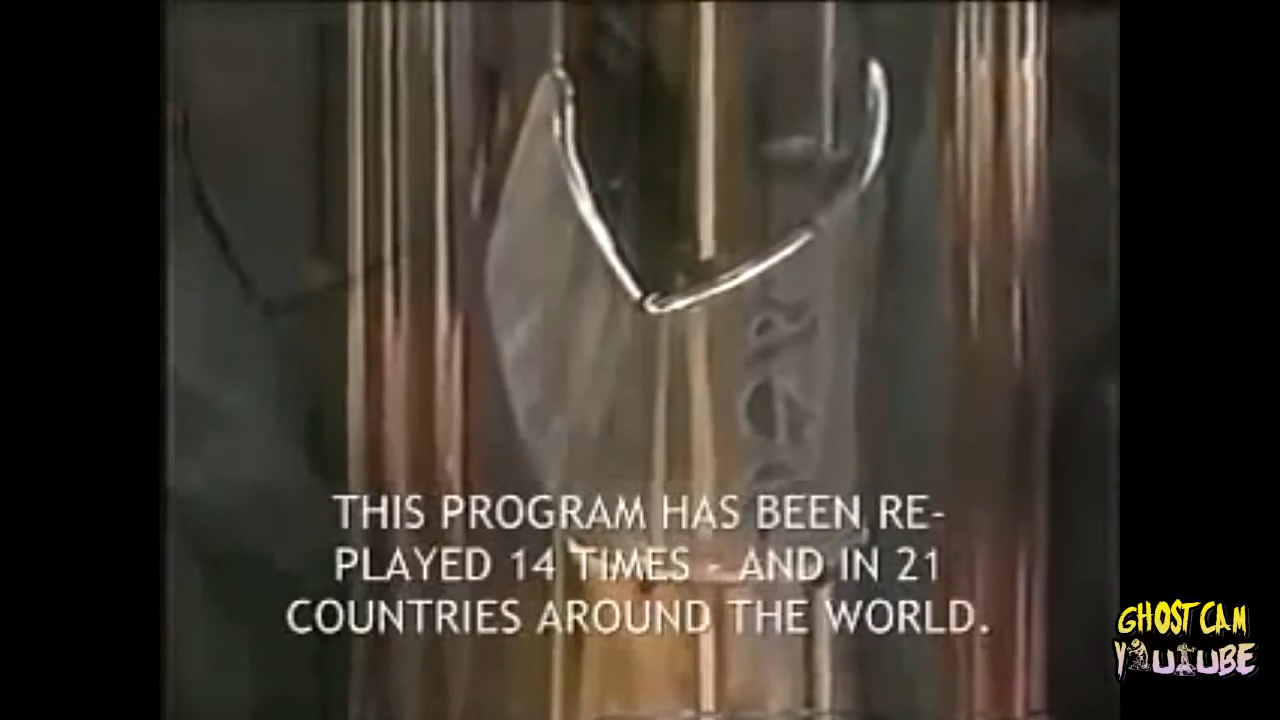 THIS PROGRAM HAS BEEN RE-
PLAYED 14 TIMES - AND IN 21
COUNTRIES AROUND THE WORLD.
GHOST CAM
YOUTUBE